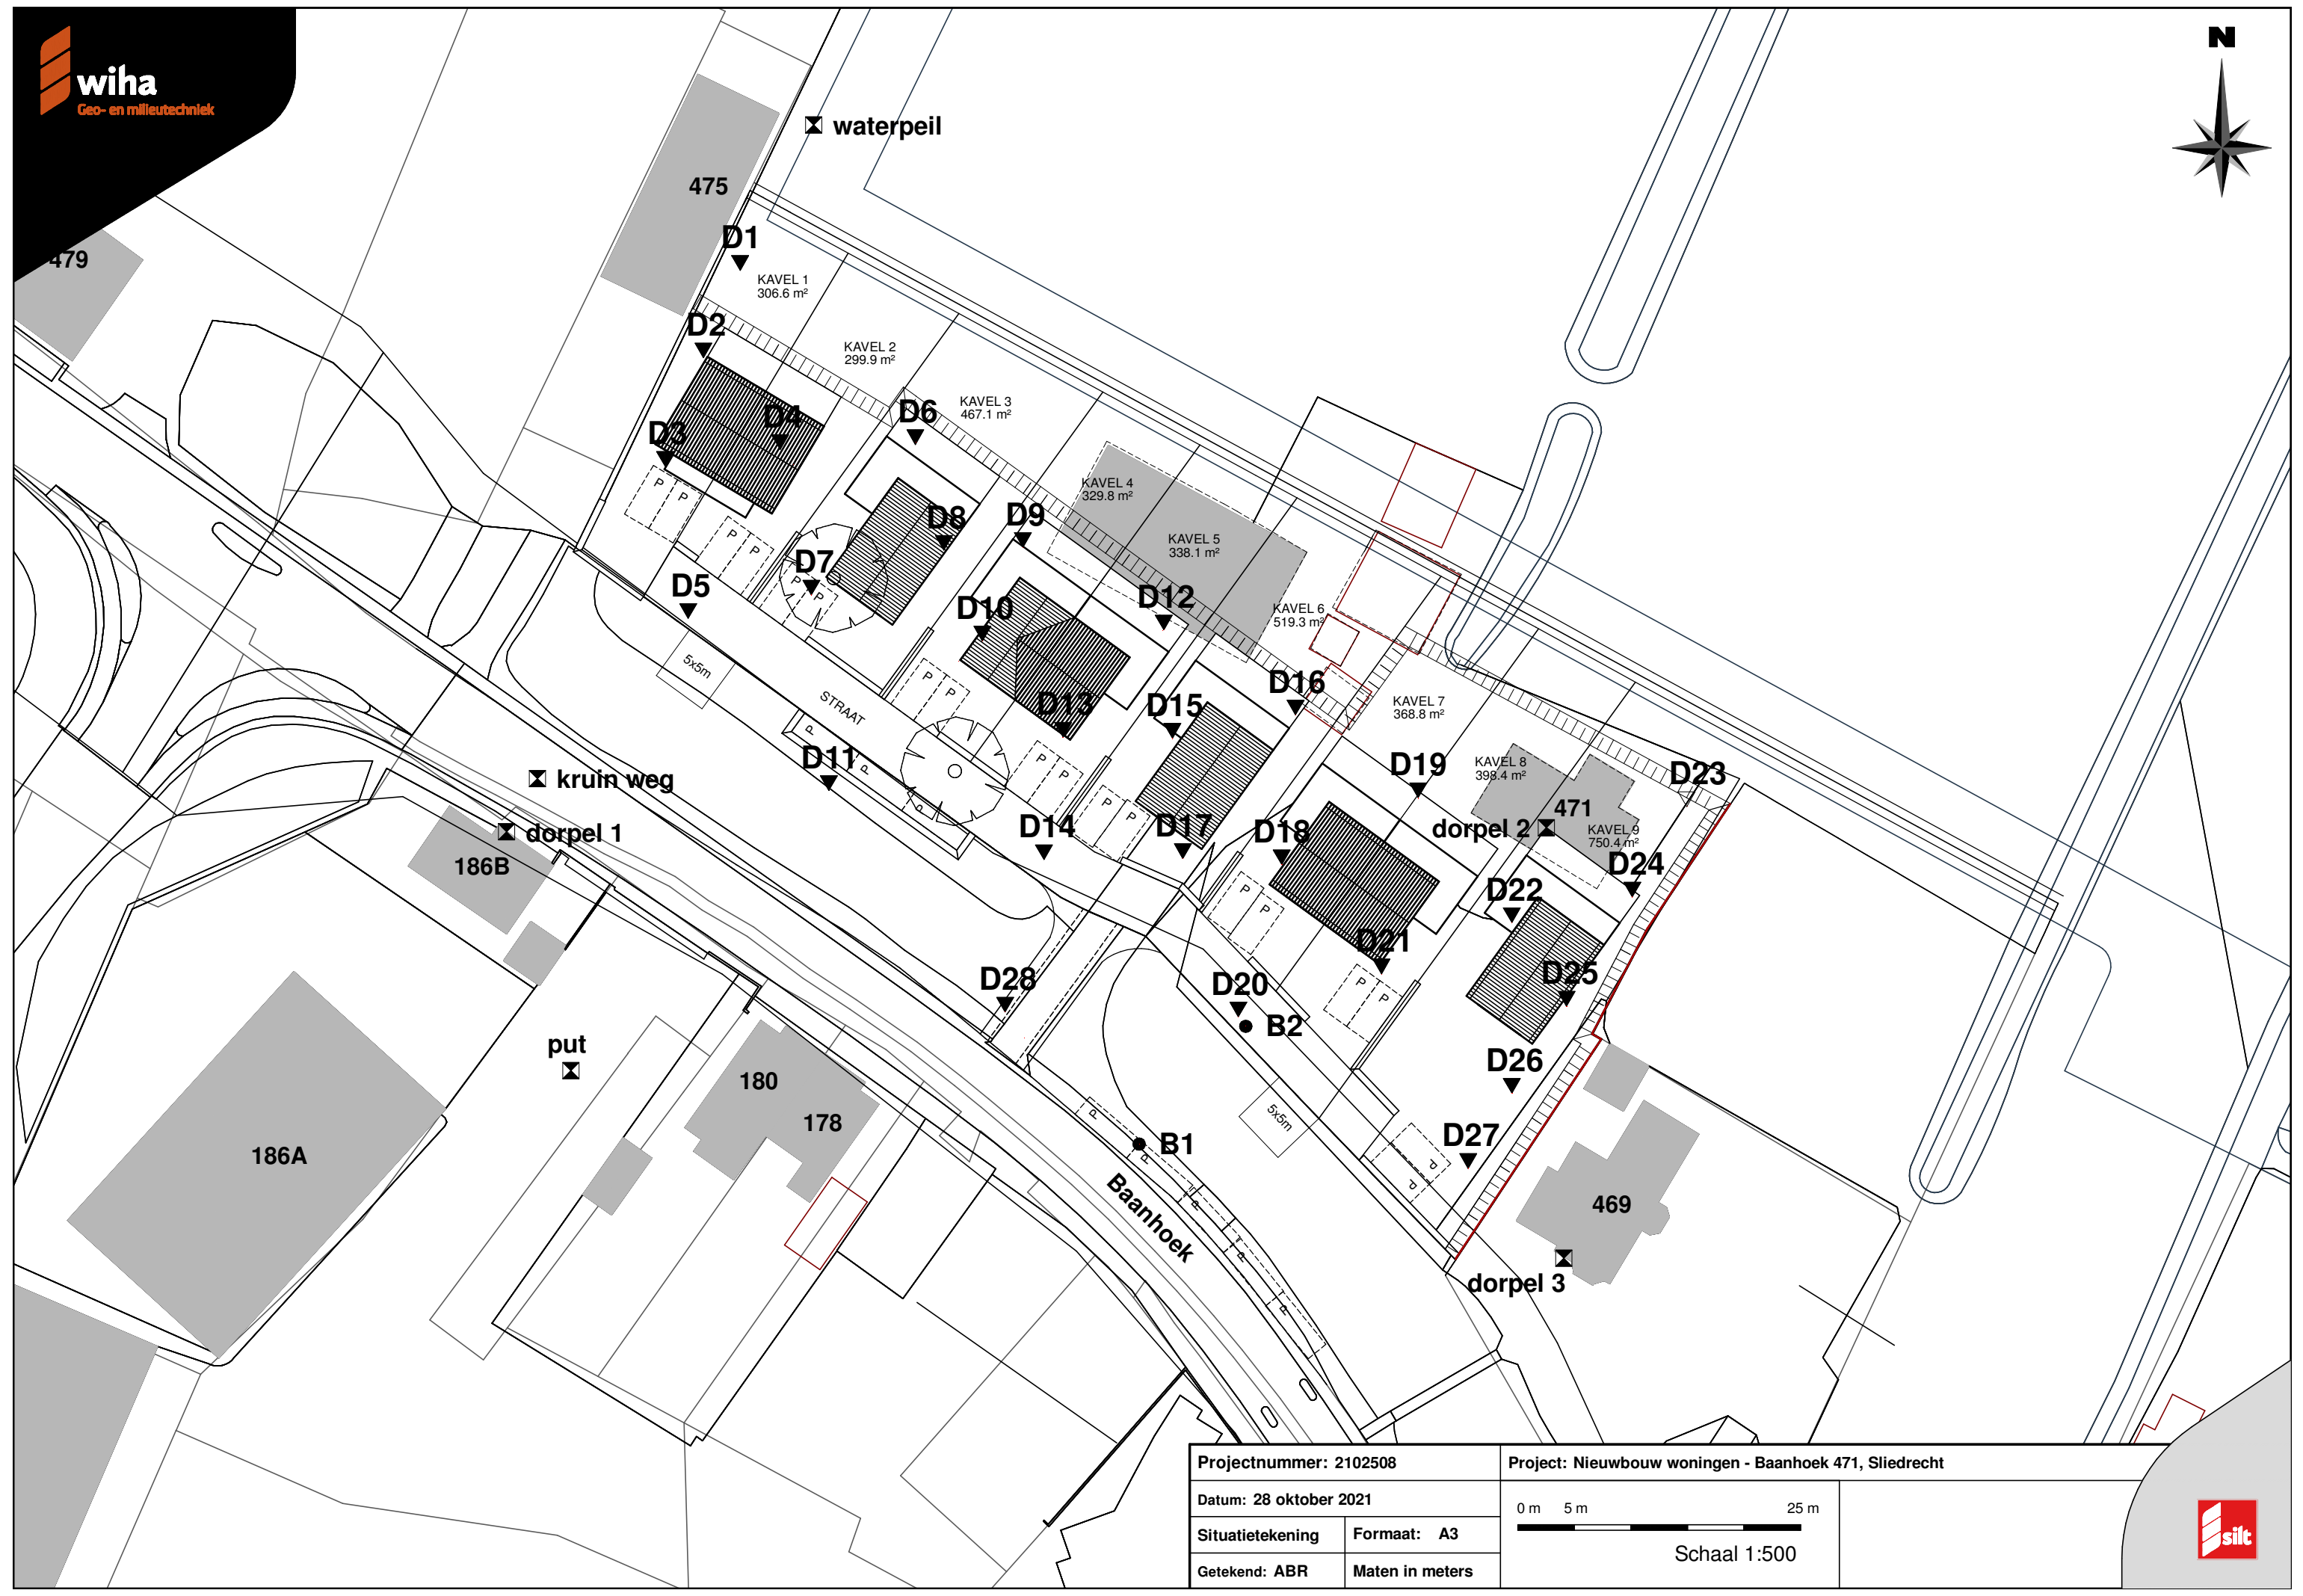 wiha
Geo- en milieutechniek
N
waterpeil
475
479
D1
KAVEL 1
306.6 m²
D2
KAVEL 2
299.9 m²
D3
D4
D6
KAVEL 3
467.1 m²
P P
P P
D5
D7
P P
D8
D9
KAVEL 4
329.8 m²
KAVEL 5
338.1 m²
D10
D12
KAVEL 6
519.3 m²
5x5m
STRAAT
P P
D13
D15
D16
KAVEL 7
368.8 m²
P
D11
P
P
P P
P
D14
D17
D18
D19
KAVEL 8
398.4 m²
D23
471
dorpel 2
KAVEL 9
750.4 m²
D24
D22
kruin weg
dorpel 1
186B
P
P
D21
D25
P P
D28
D20
B2
D26
put
180
178
186A
P
B1
P
P
P
P
Baanhoek
5x5m
D27
P
P
469
dorpel 3
Projectnummer: 2102508
Project: Nieuwbouw woningen - Baanhoek 471, Sliedrecht
Datum: 28 oktober 2021
0 m 5 m 25 m
Situatietekening
Formaat: A3
Schaal 1:500
Getekend: ABR
Maten in meters
silt